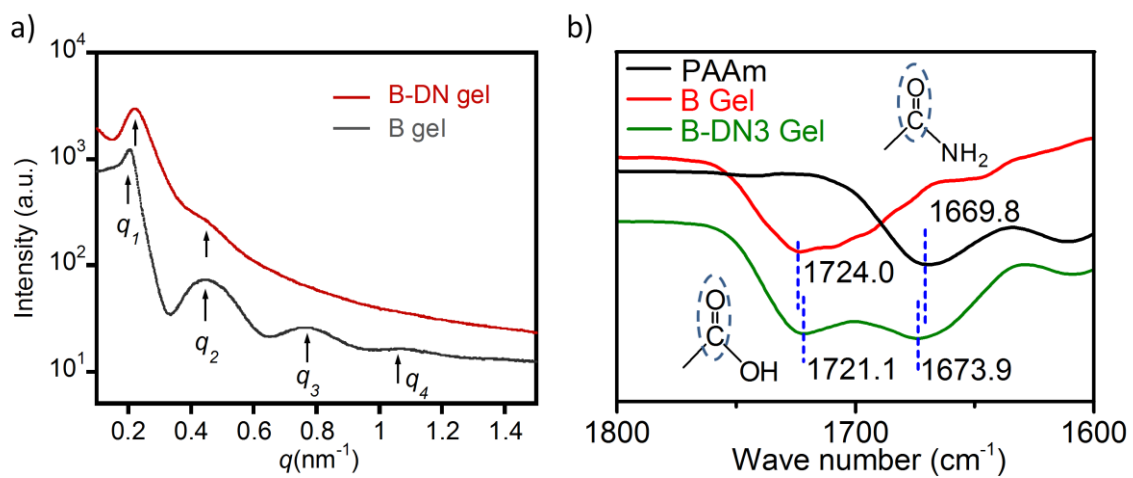 a)
Intensity (a.u.)
10⁴
10³
10²
10¹
B-DN gel
B gel
q₁
q₂
q₃
q₄
0.2 0.4 0.6 0.8 1 1.2 1.4
q(nm⁻¹)
b)
PAAm
B Gel
B-DN3 Gel
O
C
NH₂
1669.8
1724.0
O
C
OH
1721.1
1673.9
1800 1700 1600
Wave number (cm⁻¹)